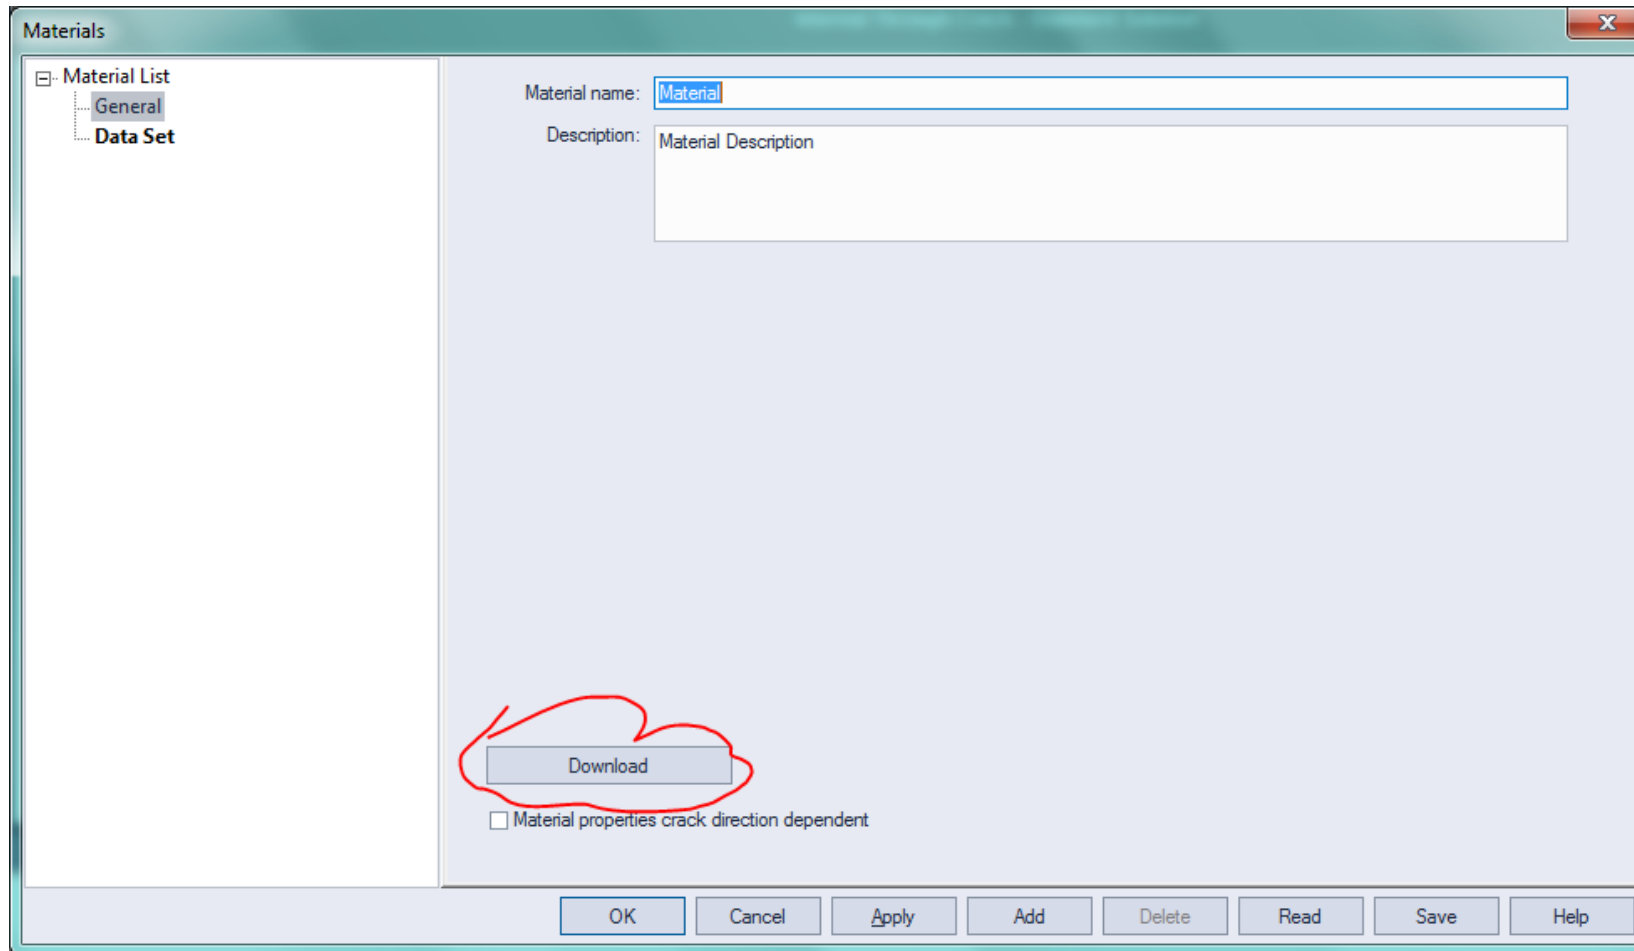 Materials
Material List
General
Data Set
Material name: Material
Description: Material Description
Download
Material properties crack direction dependent
OK Cancel Apply Add Delete Read Save Help